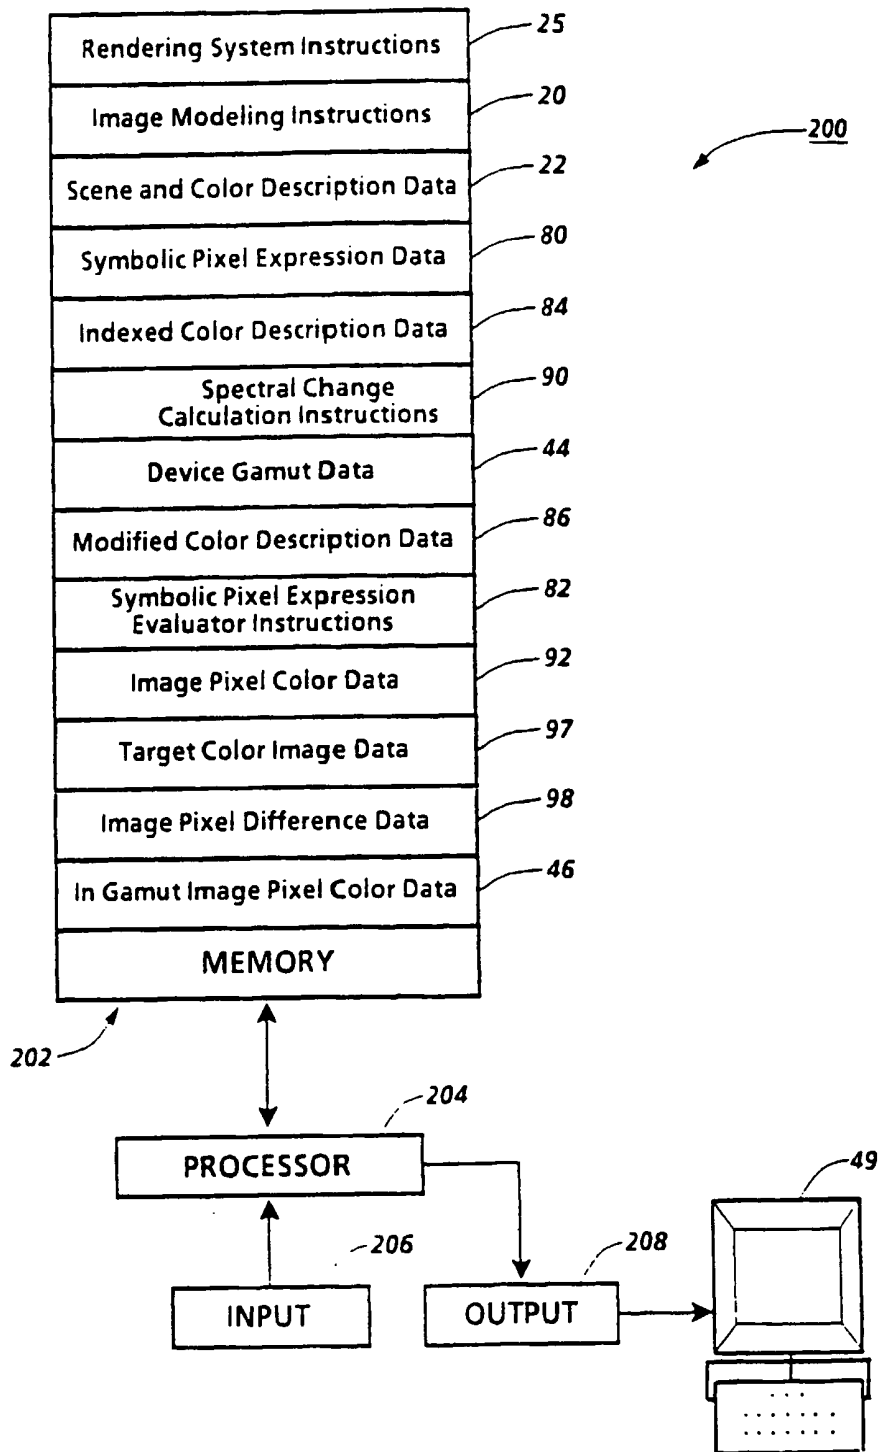 Rendering System Instructions 25
Image Modeling Instructions 20
200
Scene and Color Description Data 22
Symbolic Pixel Expression Data 80
Indexed Color Description Data 84
Spectral Change 90
Calculation Instructions
Device Gamut Data 44
Modified Color Description Data 86
Symbolic Pixel Expression 82
Evaluator Instructions
Image Pixel Color Data 92
Target Color Image Data 97
Image Pixel Difference Data 98
In Gamut Image Pixel Color Data 46
MEMORY
202
204
PROCESSOR
49
206
208
INPUT
OUTPUT